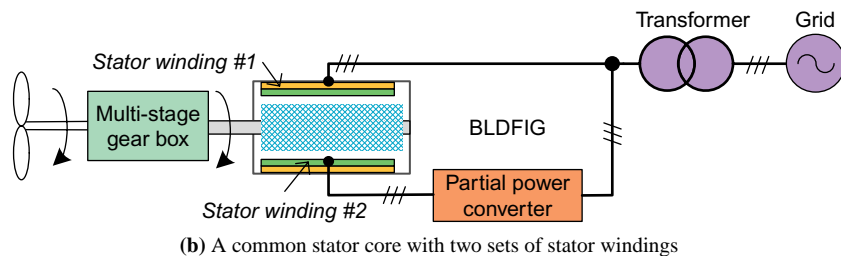 Transformer
Grid
Stator winding #1
Multi-stage
gear box
BLDFIG
Partial power
converter
Stator winding #2
(b) A common stator core with two sets of stator windings